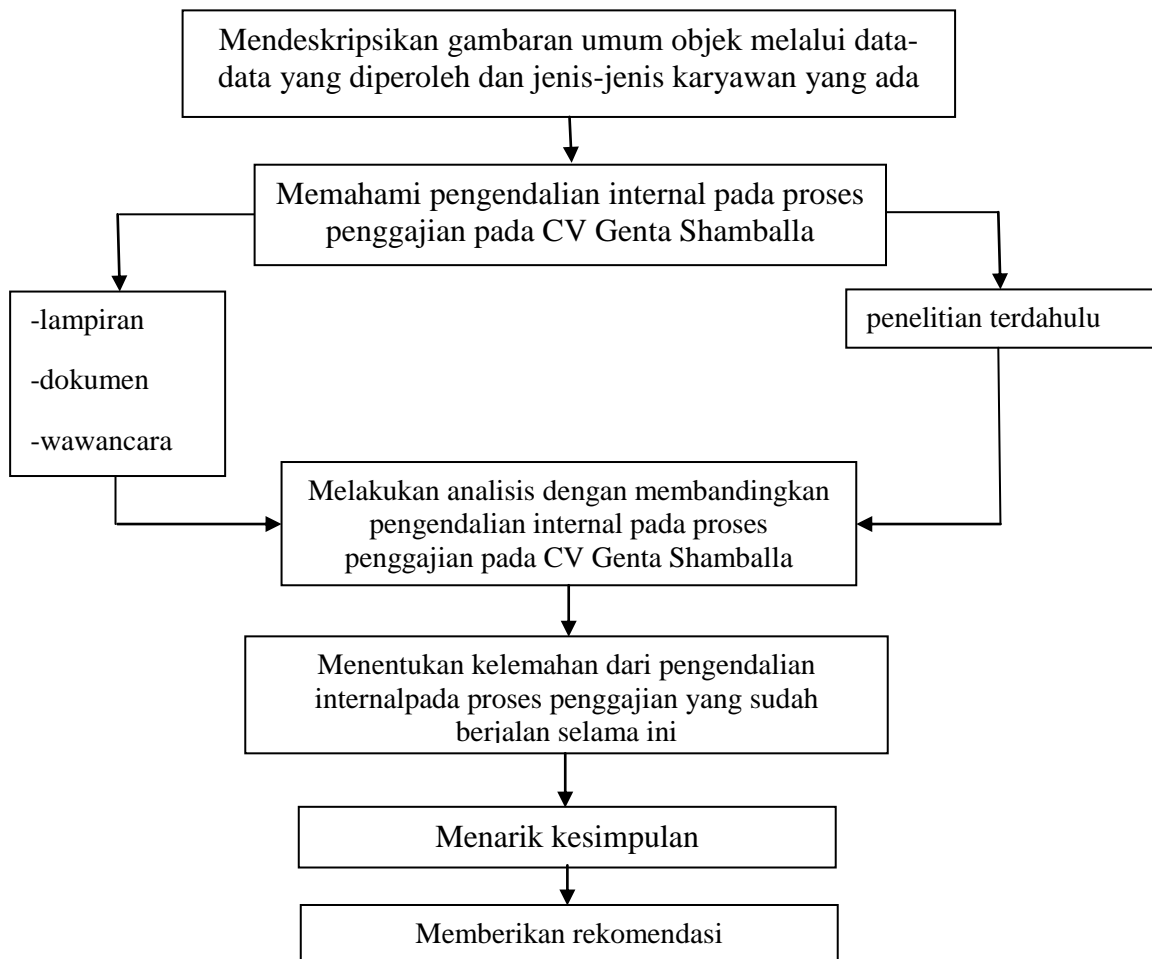 Mendeskripsikan gambaran umum objek melalui data-
data yang diperoleh dan jenis-jenis karyawan yang ada
Memahami pengendalian internal pada proses
penggajian pada CV Genta Shamballa
-lampiran
-dokumen
-wawancara
penelitian terdahulu
Melakukan analisis dengan membandingkan
pengendalian internal pada proses
penggajian pada CV Genta Shamballa
Menentukan kelemahan dari pengendalian
internalpada proses penggajian yang sudah
berjalan selama ini
Menarik kesimpulan
Memberikan rekomendasi